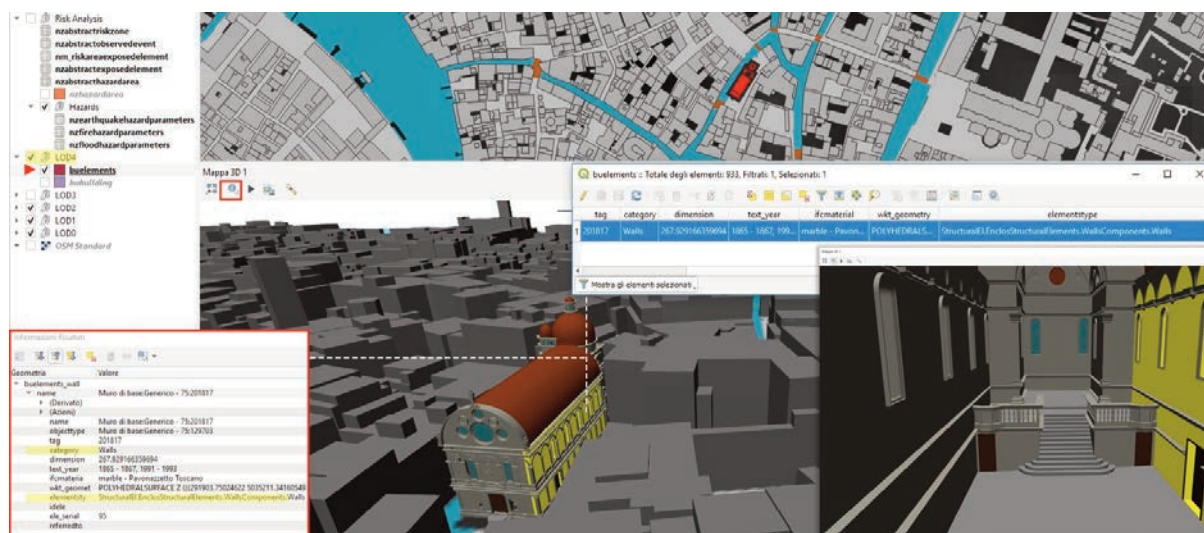 Risk Analysis
nzabstractriskzone
nzabstractobservedevent
nm_riskareaexposedelement
nzabstractexposedelement
nzabstracthazardarea
nzhazardarea
Hazards
nzearthquakehazardparameters
nzfirehazardparameters
nzfloodhazardparameters
LOD4
buelements
LOD3
LOD2
LOD1
LOD0
OSM Standard
Mappa 3D 1
buelements :: Totale degli elementi: 933, Filtrati: 1, Selezionati: 1
tag category dimension text_year ifcmaterial wkt_geometry elementstype
1 201817 Walls 267.929166359694 1865 - 1867, 199... marble - Pavon... POLYHEDRALS... StructuralEl.EnclosStructuralElements.WallsComponents.Walls
Mostra gli elementi selezionati
Informazioni Risultati
Geometria Valore
buelements_wall
name Muro di base:Generico - 75:201817
(Derivato)
(Azioni)
name Muro di base:Generico - 75:201817
objecttype Muro di base:Generico - 75:129703
tag 201817
category Walls
dimension 267.929166359694
text_year 1865 - 1867, 1991 - 1993
ifcmateria marble - Pavonazzetto Toscano
wkt_geomet POLYHEDRALSURFACE Z (((291903.75024622 5035211.34160549
elementsty StructuralEl.EnclosStructuralElements.WallsComponents.Walls
idele
ele_serial 95
referredto